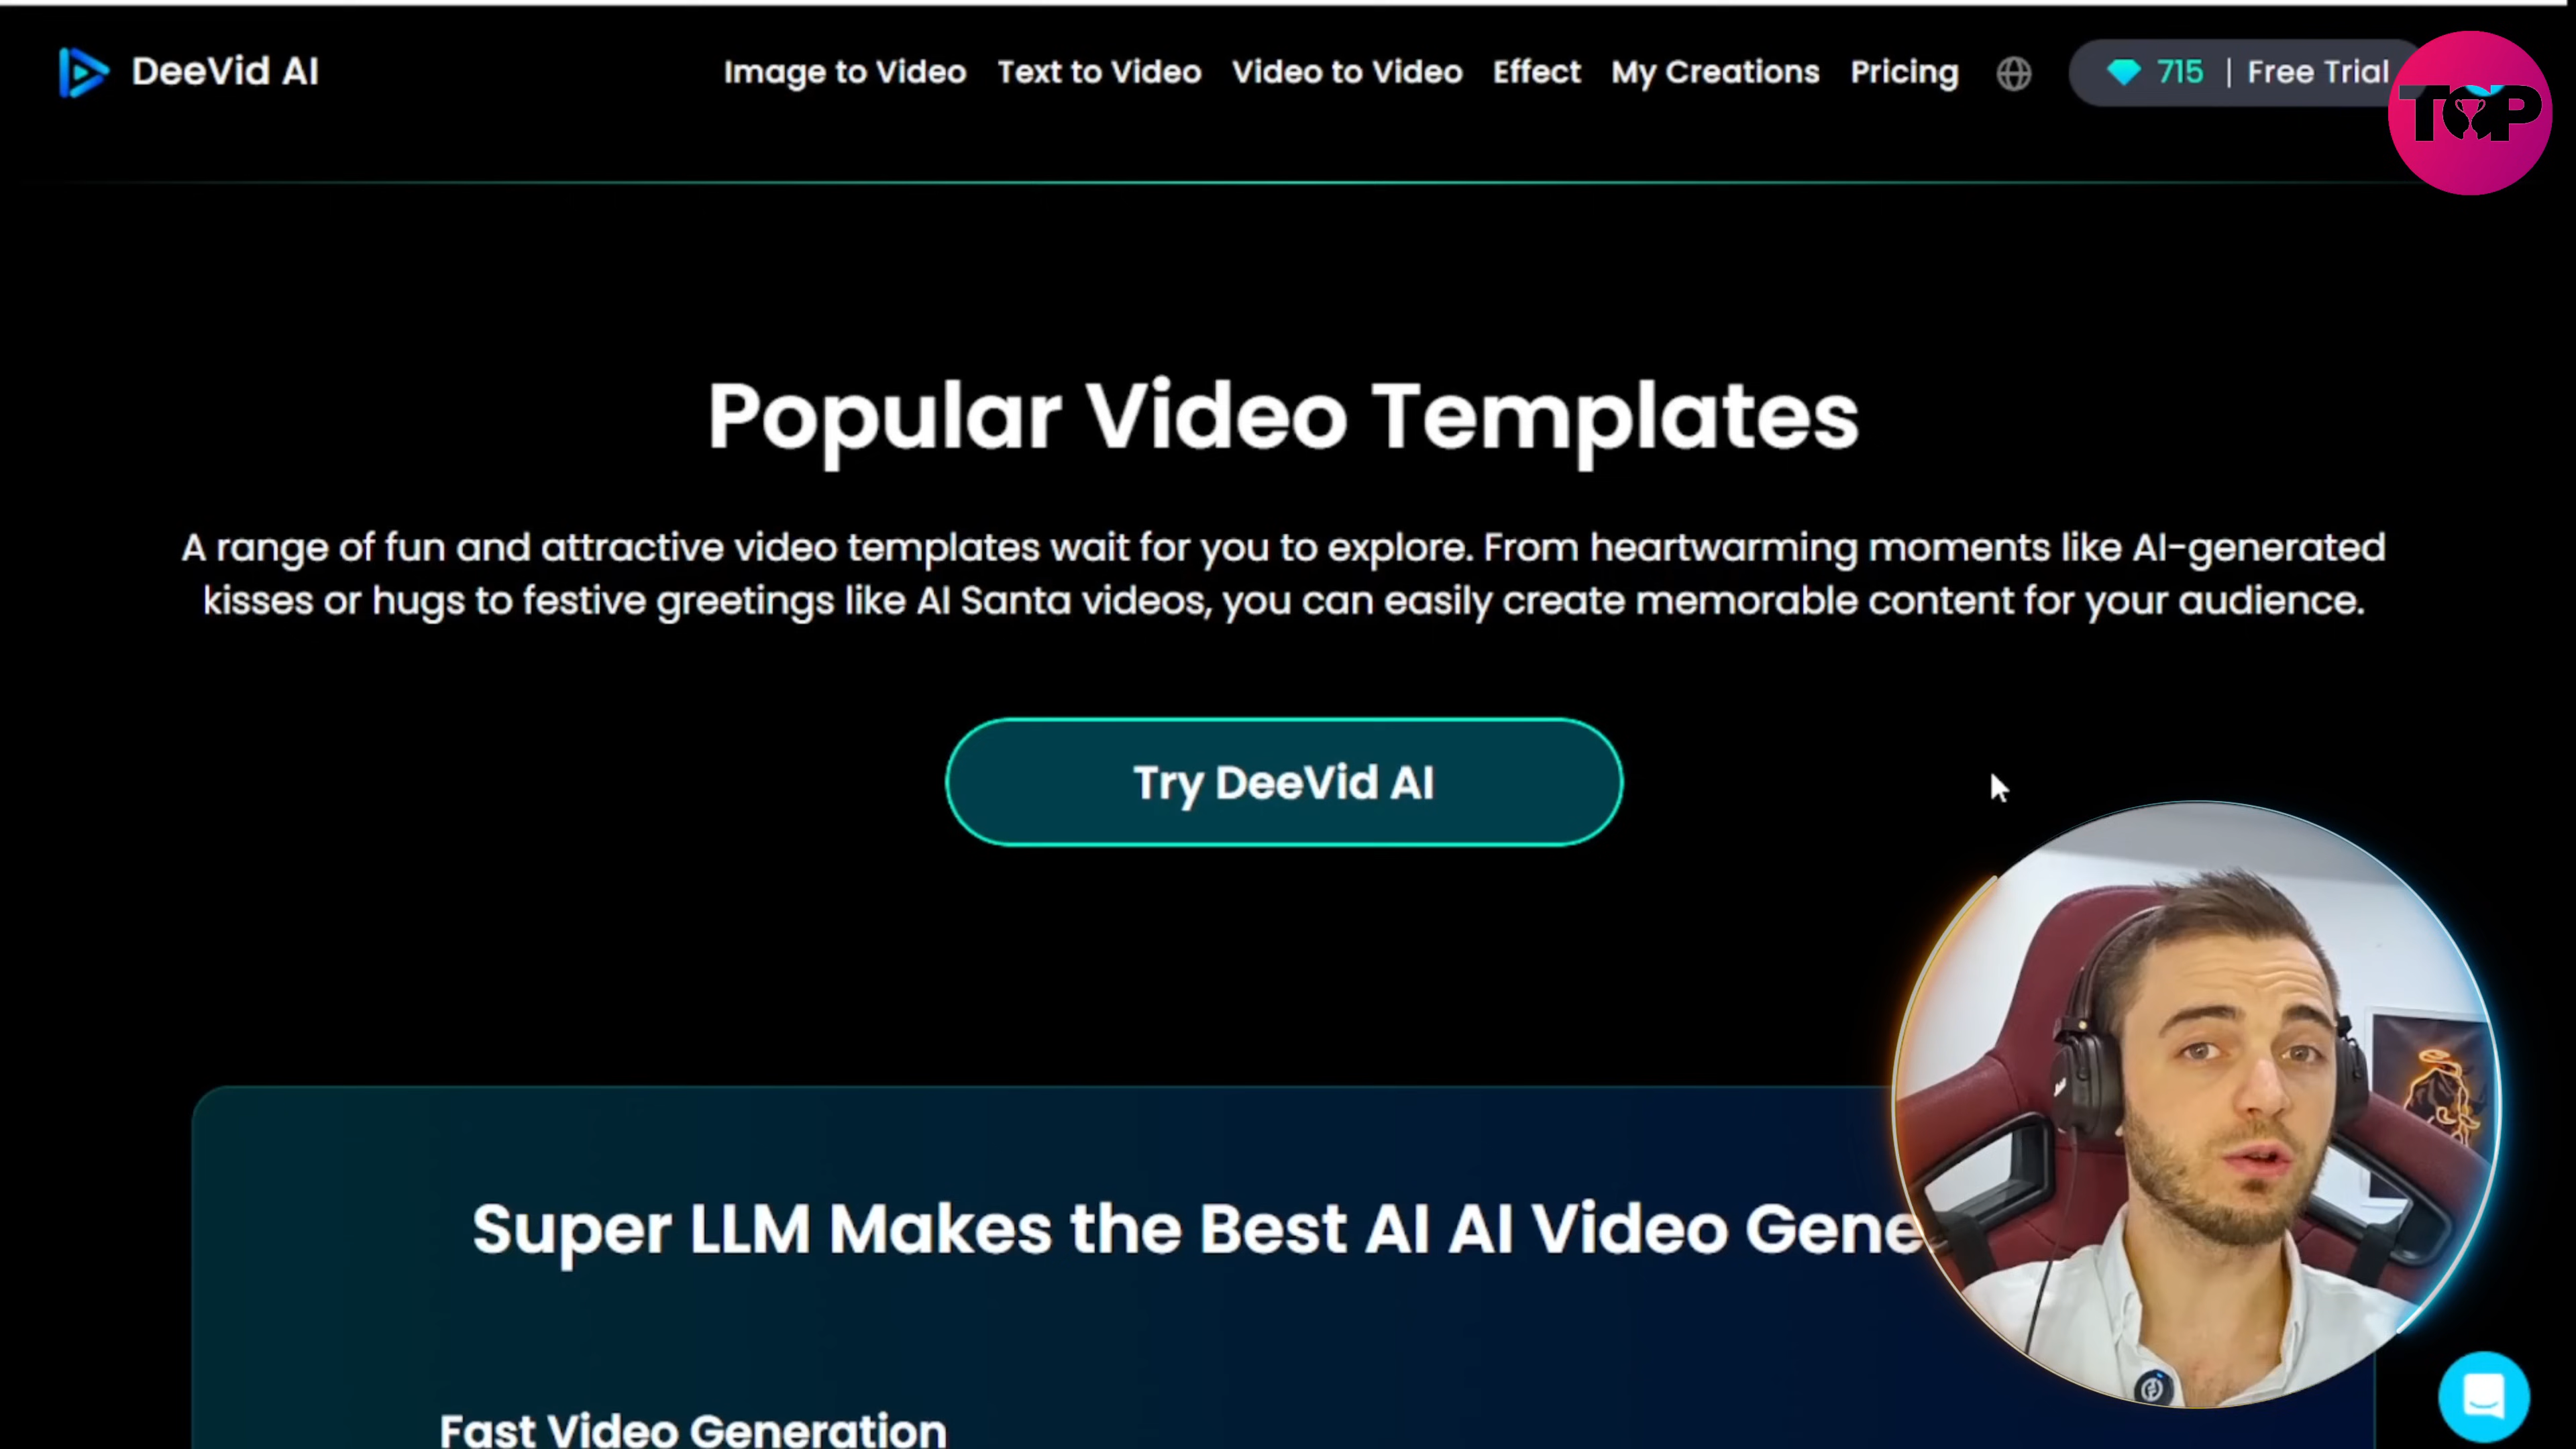 DeeVid AI
Image to Video Text to Video Video to Video Effect My Creations Pricing 715 | Free Trial
TOP
Popular Video Templates
A range of fun and attractive video templates wait for you to explore. From heartwarming moments like AI-generated
kisses or hugs to festive greetings like AI Santa videos, you can easily create memorable content for your audience.
Try DeeVid AI
Super LLM Makes the Best AI AI Video Gene
Fast Video Generation